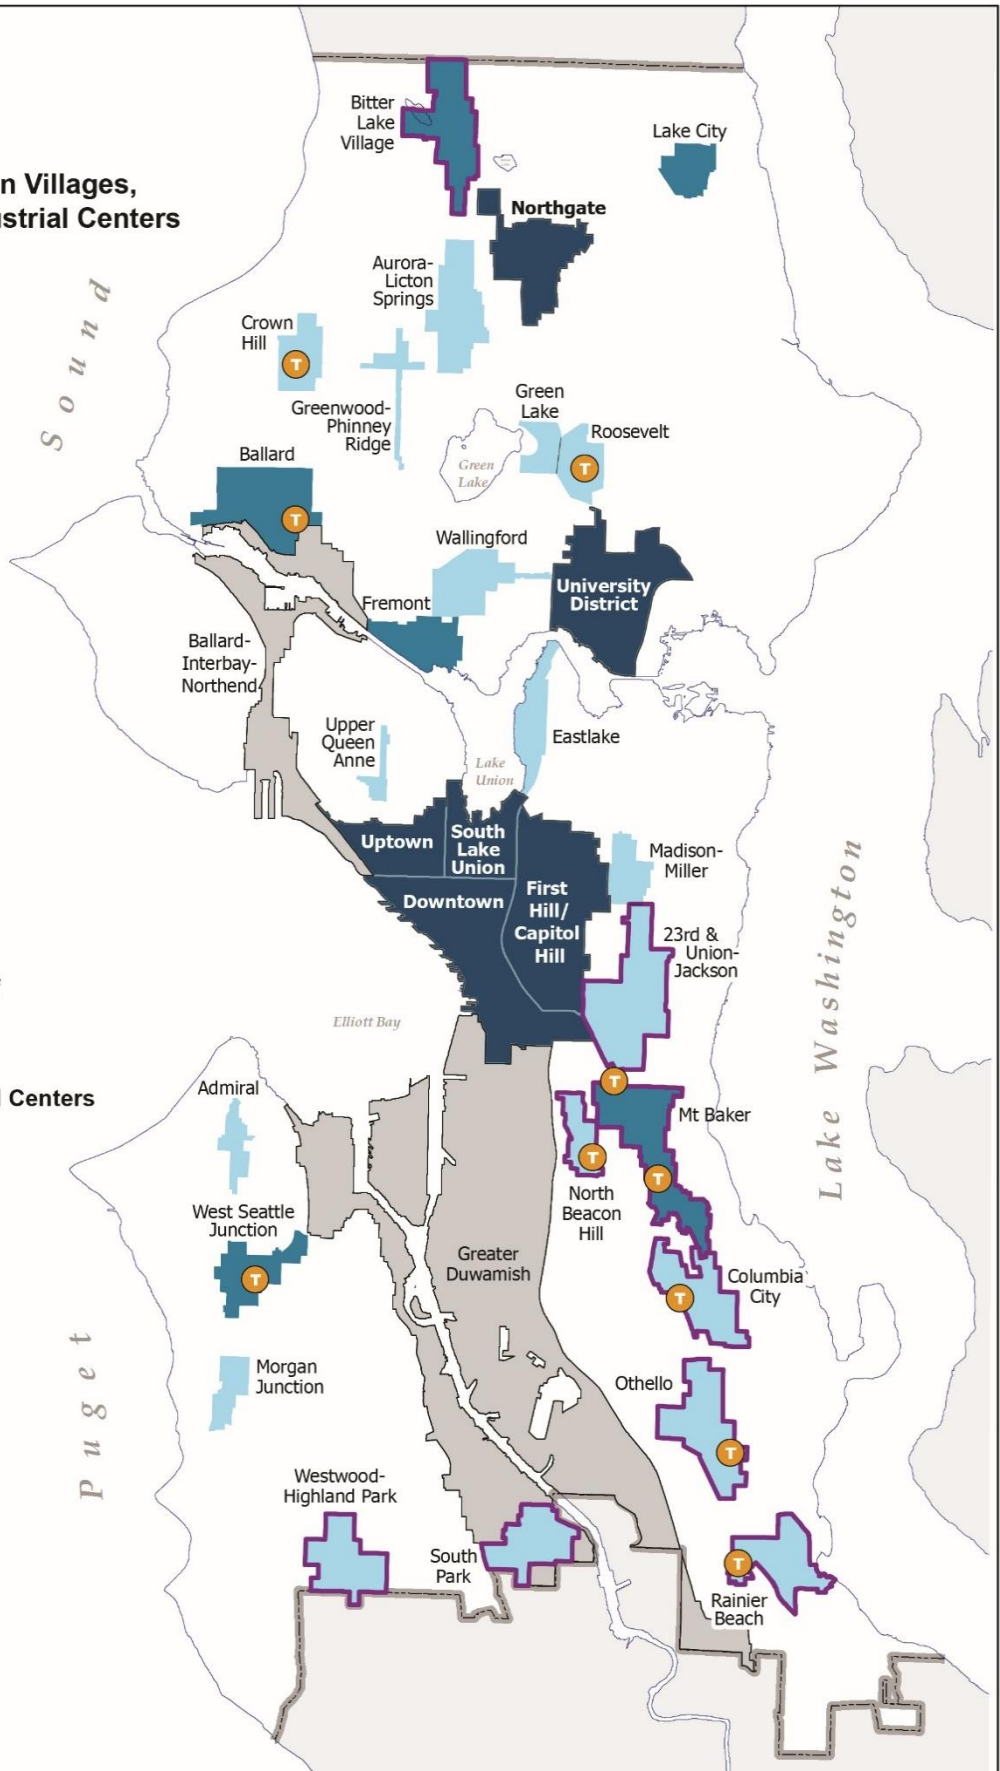 n Villages,
ustrial Centers
Bitter
Lake
Village
Lake City
Northgate
Aurora-
Licton
Springs
Sound
Crown
Hill
T
Greenwood-
Phinney
Ridge
Green
Lake
Roosevelt
T
Green
Lake
Ballard
T
Wallingford
University
District
Fremont
Ballard-
Interbay-
Northend
Upper
Queen
Anne
Eastlake
Lake
Union
Uptown
South
Lake
Union
Downtown
First
Hill/
Capitol
Hill
Madison-
Miller
23rd &
Union-
Jackson
Lake Washington
Elliott Bay
l Centers
Admiral
T
Mt Baker
T
T
North
Beacon
Hill
West Seattle
Junction
T
Greater
Duwamish
Columbia
City
T
Puget
Morgan
Junction
Othello
T
Westwood-
Highland Park
South
Park
T
Rainier
Beach